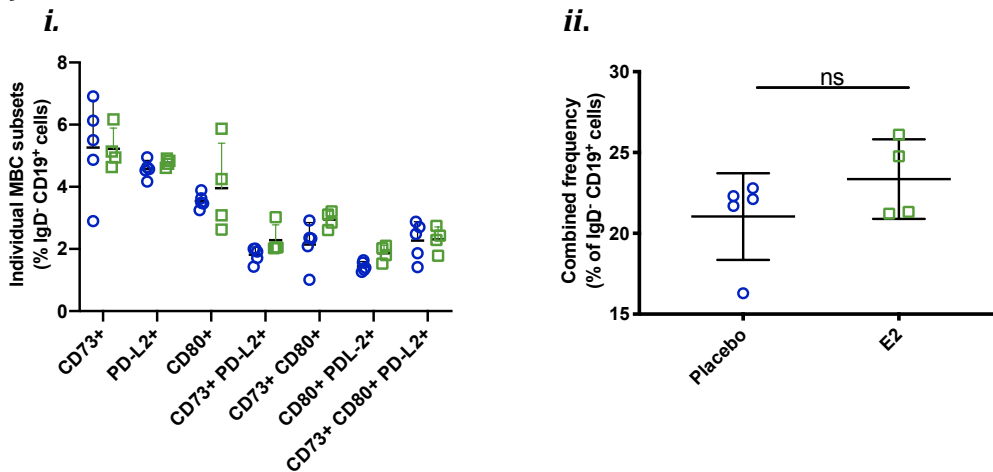 i.
Individual MBC subsets
(% IgD- CD19+ cells)
8
6
4
2
0
CD73+
PD-L2+
CD80+
CD73+ PD-L2+
CD73+ CD80+
CD80+ PDL-2+
CD73+ CD80+ PD-L2+
ii.
Combined frequency
(% of IgD- CD19+ cells)
30
25
20
15
ns
Placebo
E2